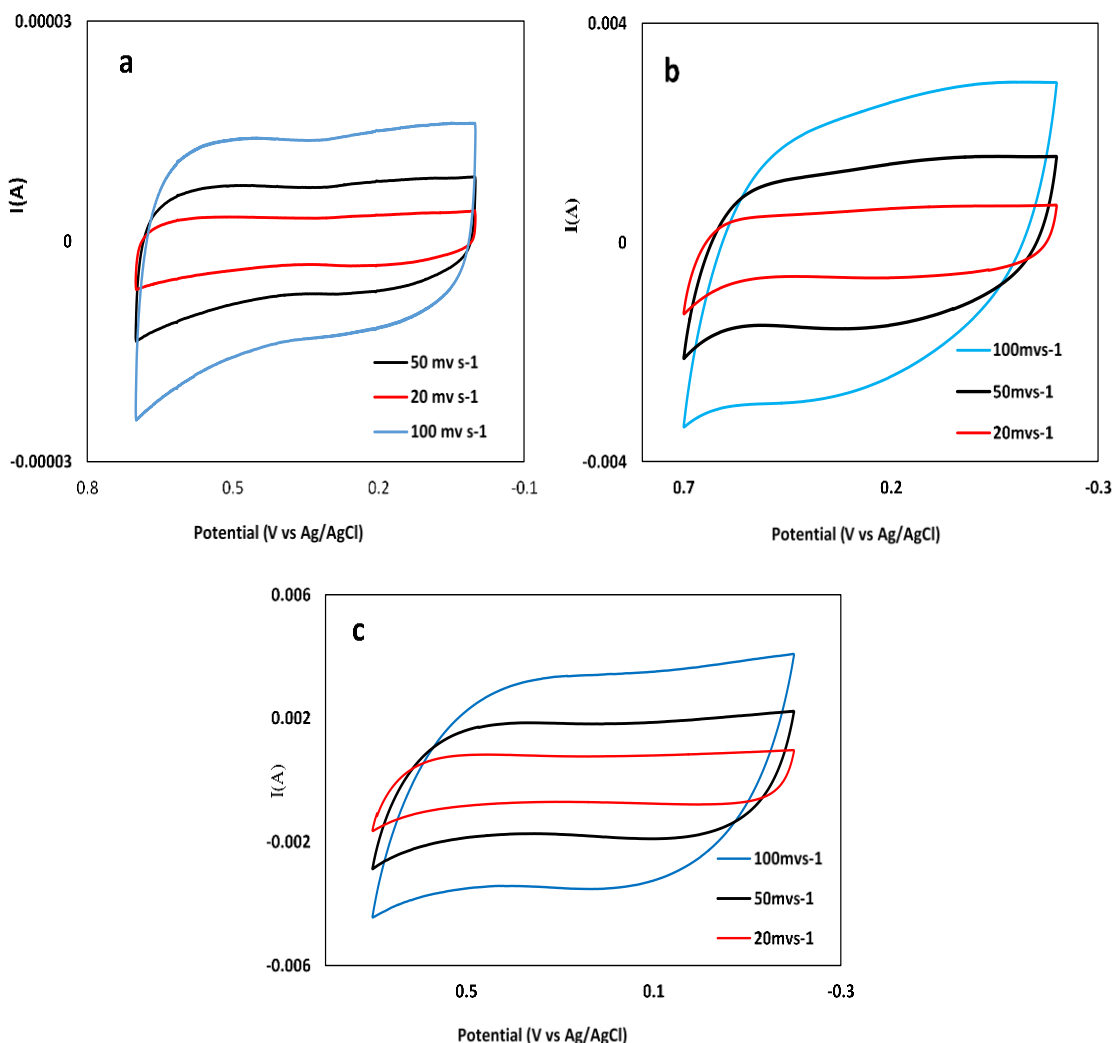 0.00003
a
I(A)
0
50 mv s-1
20 mv s-1
100 mv s-1
-0.00003
0.8 0.5 0.2 -0.1
Potential (V vs Ag/AgCl)
0.004
b
I(A)
0
100mvs-1
50mvs-1
20mvs-1
-0.004
0.7 0.2 -0.3
Potential (V vs Ag/AgCl)
0.006
c
0.002
I(A)
-0.002
100mvs-1
50mvs-1
20mvs-1
-0.006
0.5 0.1 -0.3
Potential (V vs Ag/AgCl)